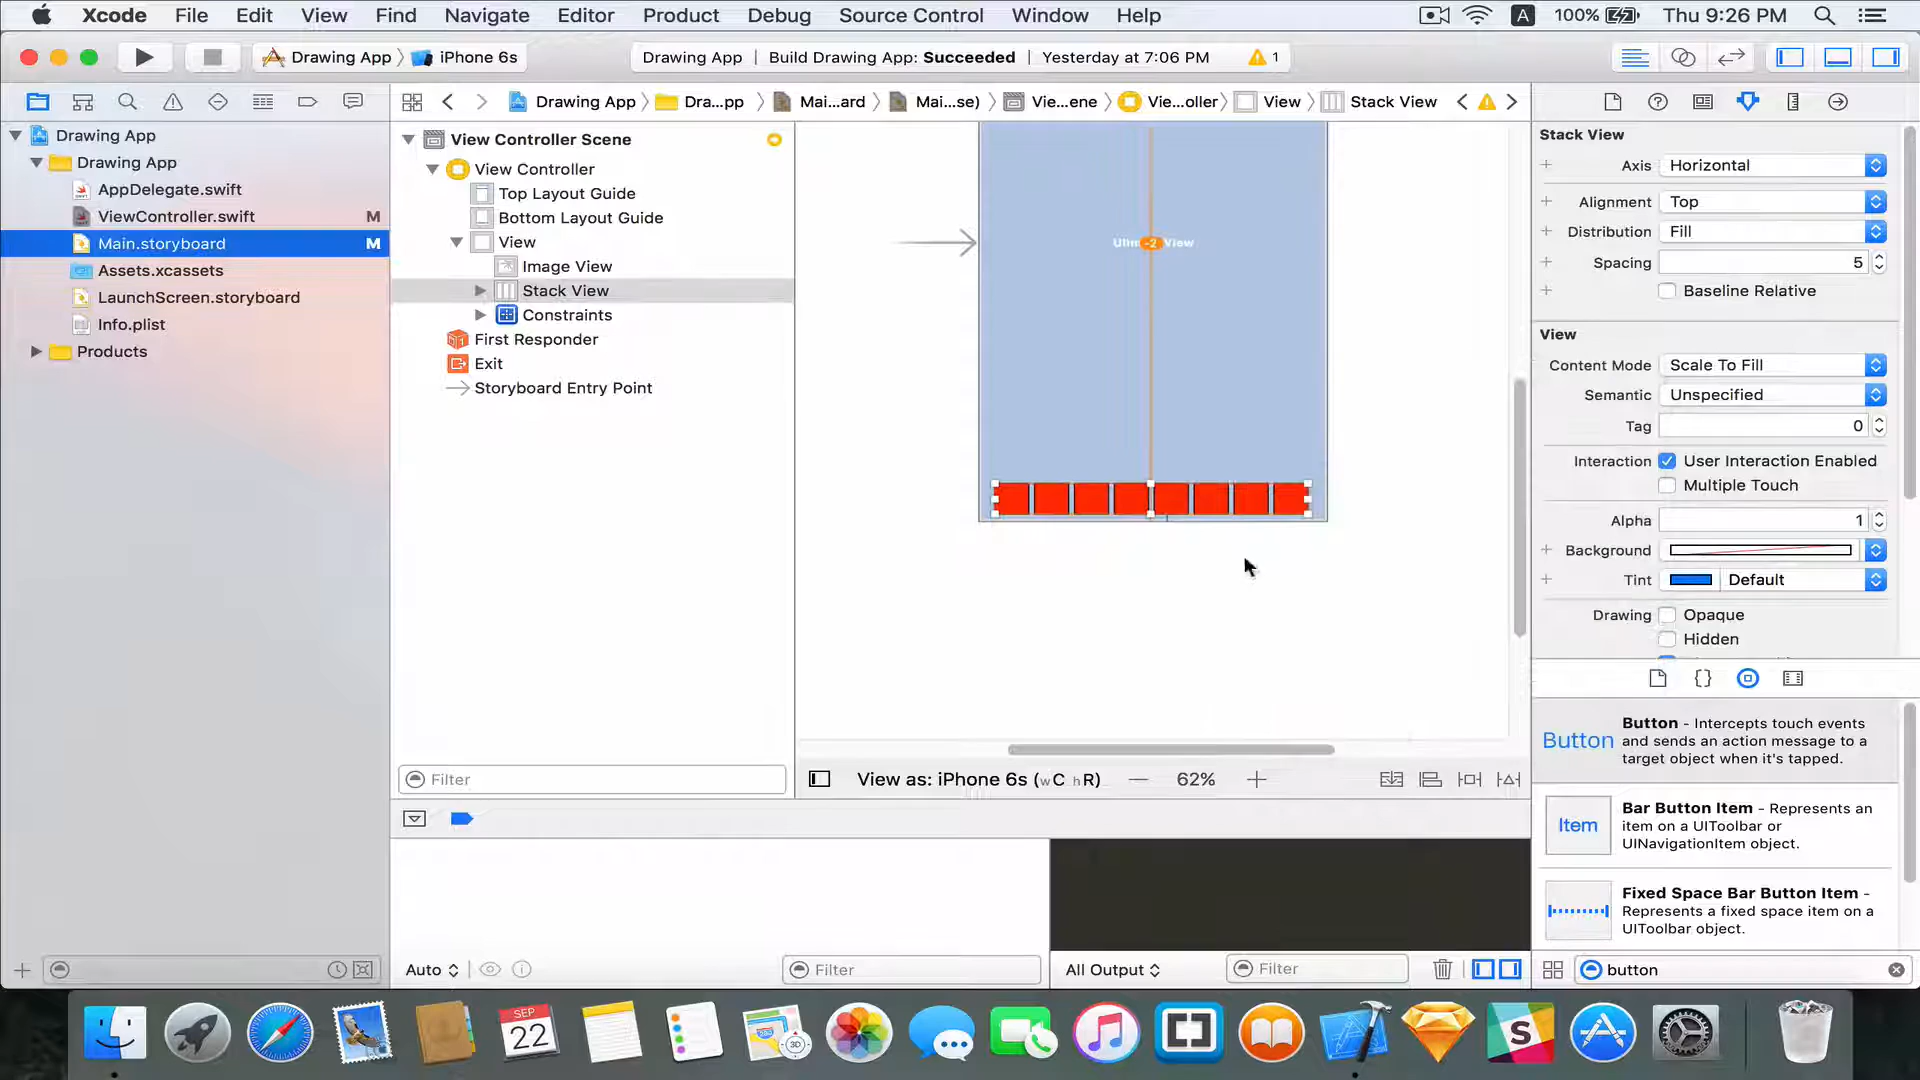 Xcode File Edit View Find Navigate Editor Product Debug Source Control Window Help A 100% Thu 9:26 PM
Drawing App iPhone 6s
Drawing App | Build Drawing App: Succeeded | Yesterday at 7:06 PM 1
Drawing App Dra...pp Mai...ard Mai...se) Vie...ene Vie...oller View Stack View
Drawing App
Drawing App
AppDelegate.swift
ViewController.swift M
Main.storyboard M
Assets.xcassets
LaunchScreen.storyboard
Info.plist
Products
View Controller Scene
View Controller
Top Layout Guide
Bottom Layout Guide
View
Image View
Stack View
Constraints
First Responder
Exit
Storyboard Entry Point
Filter
-2 View
View as: iPhone 6s (wC hR) — 62% +
Stack View
Axis Horizontal
Alignment Top
Distribution Fill
Spacing 5
Baseline Relative
View
Content Mode Scale To Fill
Semantic Unspecified
Tag 0
Interaction User Interaction Enabled
Multiple Touch
Alpha 1
Background
Tint Default
Drawing Opaque
Hidden
Button
Button - Intercepts touch events
and sends an action message to a
target object when it's tapped.
Item
Bar Button Item - Represents an
item on a UIToolbar or
UINavigationItem object.
Fixed Space Bar Button Item -
Represents a fixed space item on a
UIToolbar object.
button
Auto
Filter
All Output
Filter
SEP
22
3D
S